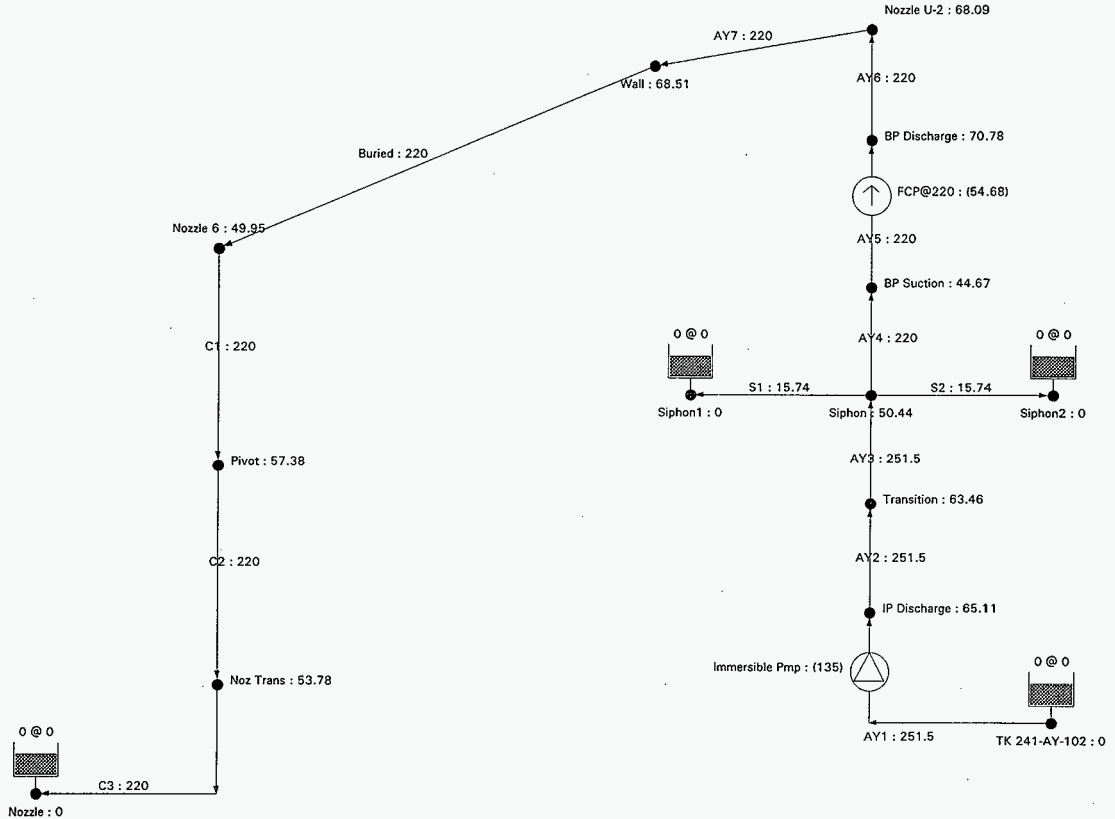 Nozzle U-2 : 68.09
AY7 : 220
Wall : 68.51
AY6 : 220
BP Discharge : 70.78
Buried : 220
FCP@220 : (54.68)
Nozzle 6 : 49.95
AY5 : 220
BP Suction : 44.67
C1 : 220
0 @ 0
AY4 : 220
0 @ 0
S1 : 15.74
S2 : 15.74
Siphon1 : 0
Siphon : 50.44
Siphon2 : 0
Pivot : 57.38
AY3 : 251.5
Transition : 63.46
C2 : 220
AY2 : 251.5
IP Discharge : 65.11
Immersible Pmp : (135)
0 @ 0
Noz Trans : 53.78
AY1 : 251.5
TK 241-AY-102 : 0
0 @ 0
C3 : 220
Nozzle : 0